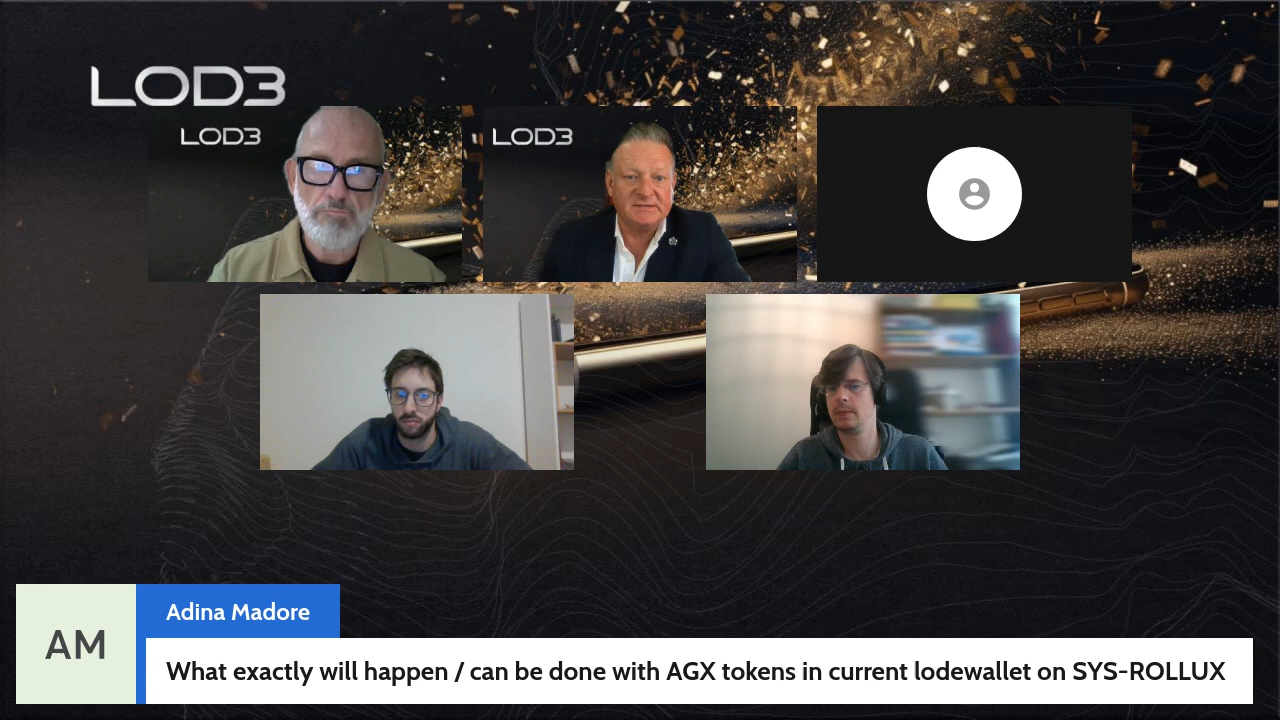 LOD3
LOD3
LOD3
AM
Adina Madore
What exactly will happen / can be done with AGX tokens in current lodewallet on SYS-ROLLUX